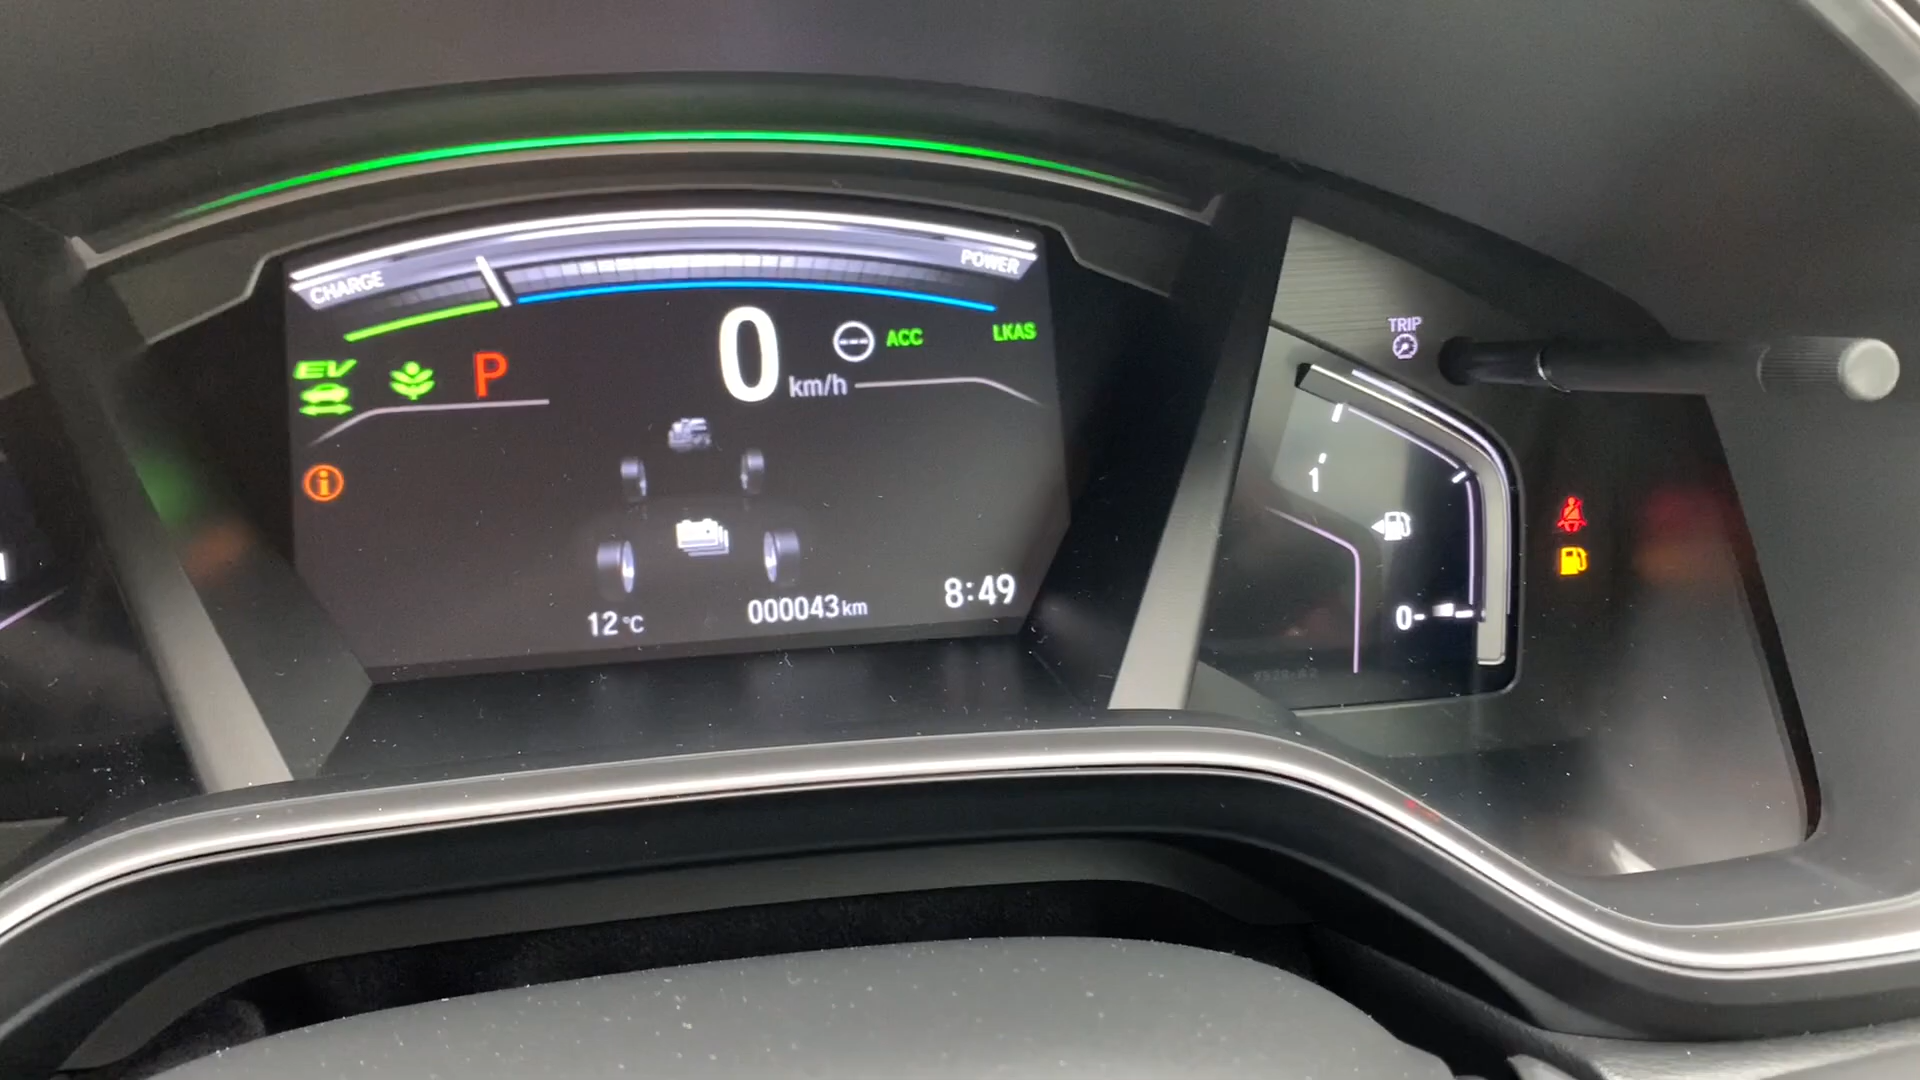 CHARGE
POWER
EV
P
0 km/h
ACC
LKAS
TRIP
1
0
12°C
000043km
8:49